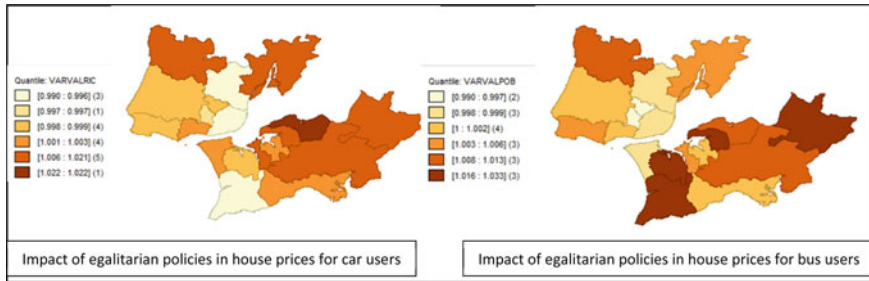 Quantile: VARVALRIC
[0.990 : 0.996] (3)
[0.997 : 0.997] (1)
[0.998 : 0.999] (4)
[1.001 : 1.003] (4)
[1.006 : 1.021] (5)
[1.022 : 1.022] (1)
Impact of egalitarian policies in house prices for car users
Quantile: VARVALPOB
[0.990 : 0.997] (2)
[0.998 : 0.999] (3)
[1 : 1.002] (4)
[1.003 : 1.006] (3)
[1.008 : 1.013] (3)
[1.016 : 1.033] (3)
Impact of egalitarian policies in house prices for bus users